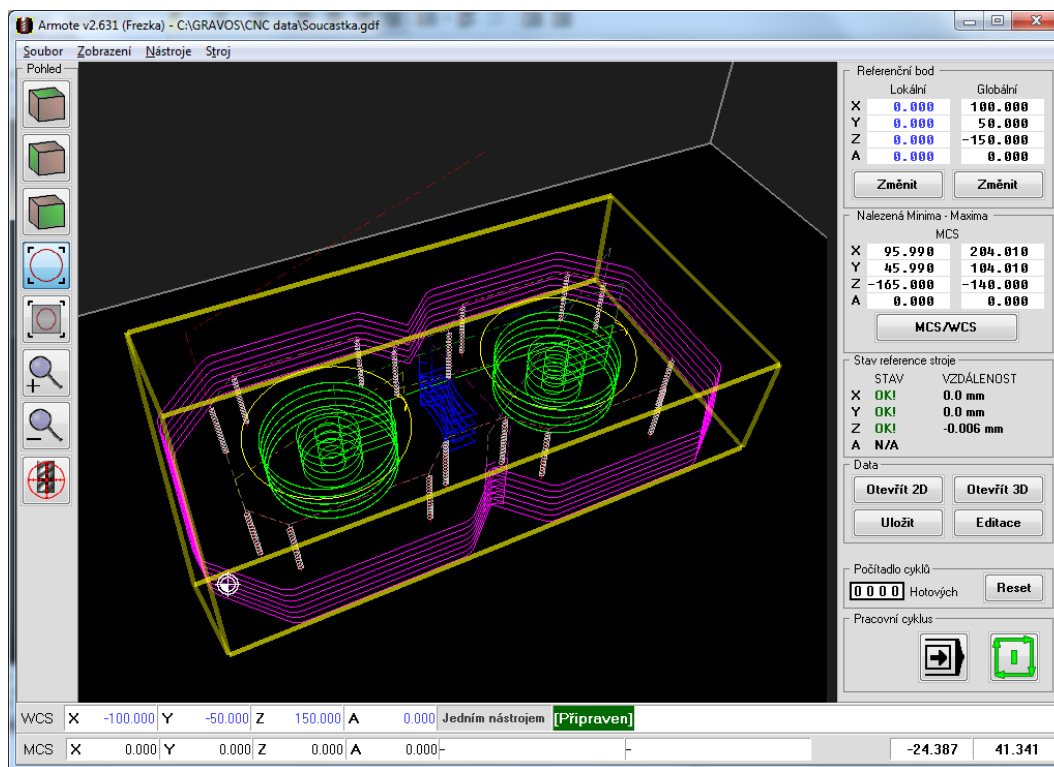 Armote v2.631 (Frezka) - C:\GRAVOS\CNC data\Soucastka.gdf
Soubor Zobrazení Nástroje Stroj
Pohled
Referenční bod
Lokální Globální
X 0.000 100.000
Y 0.000 50.000
Z 0.000 -150.000
A 0.000 0.000
Změnit Změnit
Nalezená Minima - Maxima
MCS
X 95.990 204.010
Y 45.990 104.010
Z -165.000 -140.000
A 0.000 0.000
MCS/WCS
Stav reference stroje
STAV VZDÁLENOST
X OK! 0.0 mm
Y OK! 0.0 mm
Z OK! -0.006 mm
A N/A
Data
Otevřít 2D Otevřít 3D
Uložit Editace
Počítadlo cyklů
0000 Hotových Reset
Pracovní cyklus
WCS X -100.000 Y -50.000 Z 150.000 A 0.000 Jedním nástrojem [Připraven]
MCS X 0.000 Y 0.000 Z 0.000 A 0.000 - - -24.387 41.341